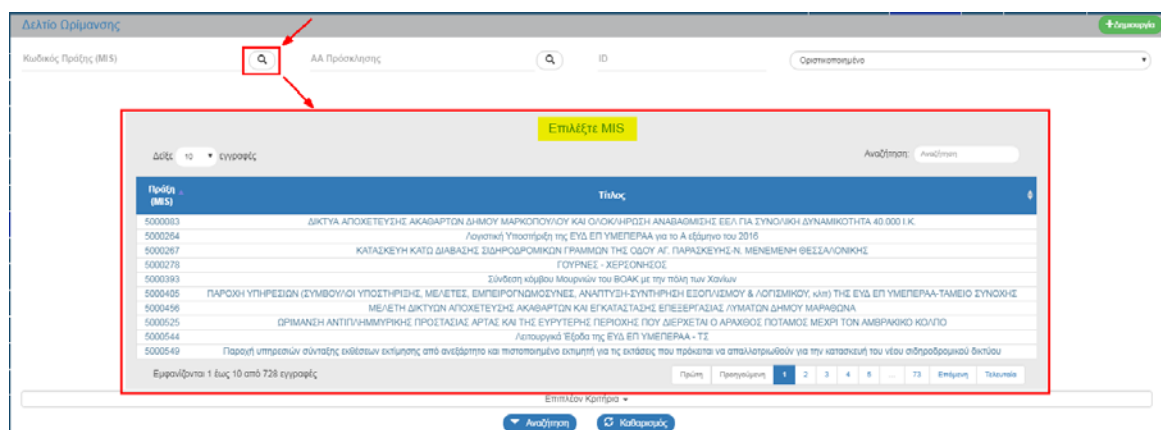 Δελτίο Ωρίμανσης +Δημιουργία
Κωδικός Πράξης (MIS) ΑΑ Πρόσκλησης ID Οριστικοποιημένο
Επιλέξτε MIS
Δείξε 10 εγγραφές Αναζήτηση: Αναζήτηση
Πράξη (MIS) Τίτλος
5000083 ΔΙΚΤΥΑ ΑΠΟΧΕΤΕΥΣΗΣ ΑΚΑΘΑΡΤΩΝ ΔΗΜΟΥ ΜΑΡΚΟΠΟΥΛΟΥ ΚΑΙ ΟΛΟΚΛΗΡΩΣΗ ΑΝΑΒΑΘΜΙΣΗΣ ΕΕΛ ΓΙΑ ΣΥΝΟΛΙΚΗ ΔΥΝΑΜΙΚΟΤΗΤΑ 40.000 Ι.Κ.
5000264 Λογιστική Υποστήριξη της ΕΥΔ ΕΠ ΥΜΕΠΕΡΑΑ για το Α εξάμηνο του 2016
5000267 ΚΑΤΑΣΚΕΥΗ ΚΑΤΩ ΔΙΑΒΑΣΗΣ ΣΙΔΗΡΟΔΡΟΜΙΚΩΝ ΓΡΑΜΜΩΝ ΤΗΣ ΟΔΟΥ ΑΓ. ΠΑΡΑΣΚΕΥΗΣ-Ν. ΜΕΝΕΜΕΝΗ ΘΕΣΣΑΛΟΝΙΚΗΣ
5000278 ΓΟΥΡΝΕΣ - ΧΕΡΣΟΝΗΣΟΣ
5000393 Σύνδεση κόμβου Μουρνιών του ΒΟΑΚ με την πόλη των Χανίων
5000405 ΠΑΡΟΧΗ ΥΠΗΡΕΣΙΩΝ (ΣΥΜΒΟΥΛΟΙ ΥΠΟΣΤΗΡΙΞΗΣ, ΜΕΛΕΤΕΣ, ΕΜΠΕΙΡΟΓΝΩΜΟΣΥΝΕΣ, ΑΝΑΠΤΥΞΗ-ΣΥΝΤΗΡΗΣΗ ΕΞΟΠΛΙΣΜΟΥ & ΛΟΓΙΣΜΙΚΟΥ, κλπ) ΤΗΣ ΕΥΔ ΕΠ ΥΜΕΠΕΡΑΑ-ΤΑΜΕΙΟ ΣΥΝΟΧΗΣ
5000456 ΜΕΛΕΤΗ ΔΙΚΤΥΩΝ ΑΠΟΧΕΤΕΥΣΗΣ ΑΚΑΘΑΡΤΩΝ ΚΑΙ ΕΓΚΑΤΑΣΤΑΣΗΣ ΕΠΕΞΕΡΓΑΣΙΑΣ ΛΥΜΑΤΩΝ ΔΗΜΟΥ ΜΑΡΑΘΩΝΑ
5000525 ΩΡΙΜΑΝΣΗ ΑΝΤΙΠΛΗΜΜΥΡΙΚΗΣ ΠΡΟΣΤΑΣΙΑΣ ΑΡΤΑΣ ΚΑΙ ΤΗΣ ΕΥΡΥΤΕΡΗΣ ΠΕΡΙΟΧΗΣ ΠΟΥ ΔΙΕΡΧΕΤΑΙ Ο ΑΡΑΧΘΟΣ ΠΟΤΑΜΟΣ ΜΕΧΡΙ ΤΟΝ ΑΜΒΡΑΚΙΚΟ ΚΟΛΠΟ
5000544 Λειτουργικά Έξοδα της ΕΥΔ ΕΠ ΥΜΕΠΕΡΑΑ - ΤΣ
5000549 Παροχή υπηρεσιών σύνταξης εκθέσεων εκτίμησης από ανεξάρτητο και πιστοποιημένο εκτιμητή για τις εκτάσεις που πρόκειται να απαλλοτριωθούν για την κατασκευή του νέου σιδηροδρομικού δικτύου
Εμφανίζονται 1 έως 10 από 728 εγγραφές Πρώτη Προηγούμενη 1 2 3 4 5 ... 73 Επόμενη Τελευταία
Επιπλέον Κριτήρια
Αναζήτηση Καθαρισμός